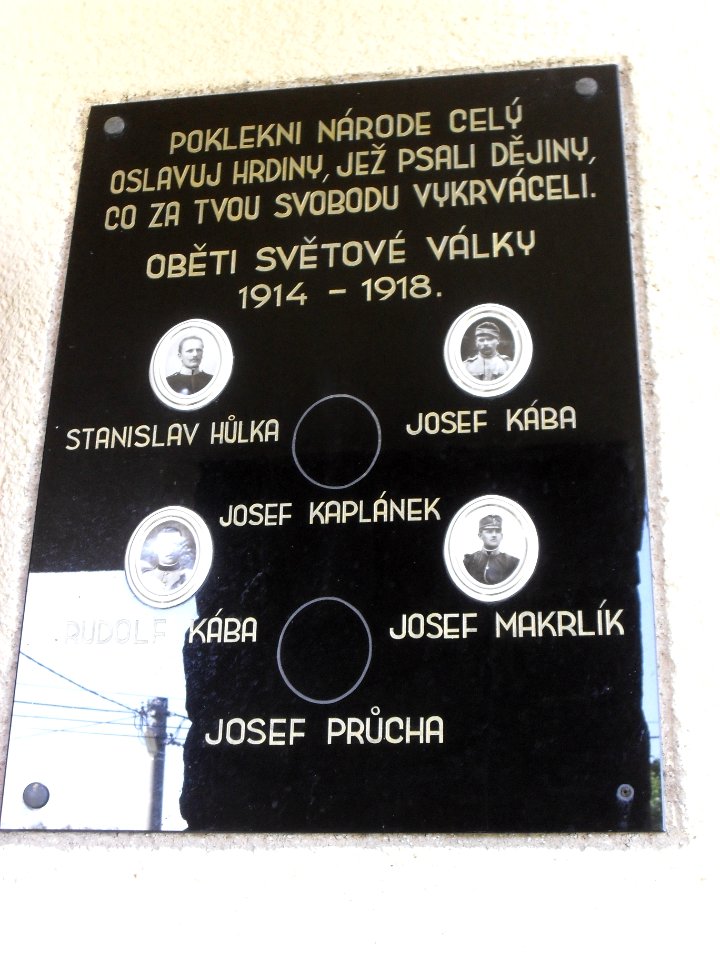 POKLEKNI NÁRODE CELÝ
OSLAVUJ HRDINY, JEŽ PSALI DĚJINY,
CO ZA TVOU SVOBODU VYKRVÁCELI.
OBĚTI SVĚTOVÉ VÁLKY
1914 - 1918.
STANISLAV HŮLKA
JOSEF KÁBA
JOSEF KAPLÁNEK
RUDOLF KÁBA
JOSEF MAKRLÍK
JOSEF PRŮCHA